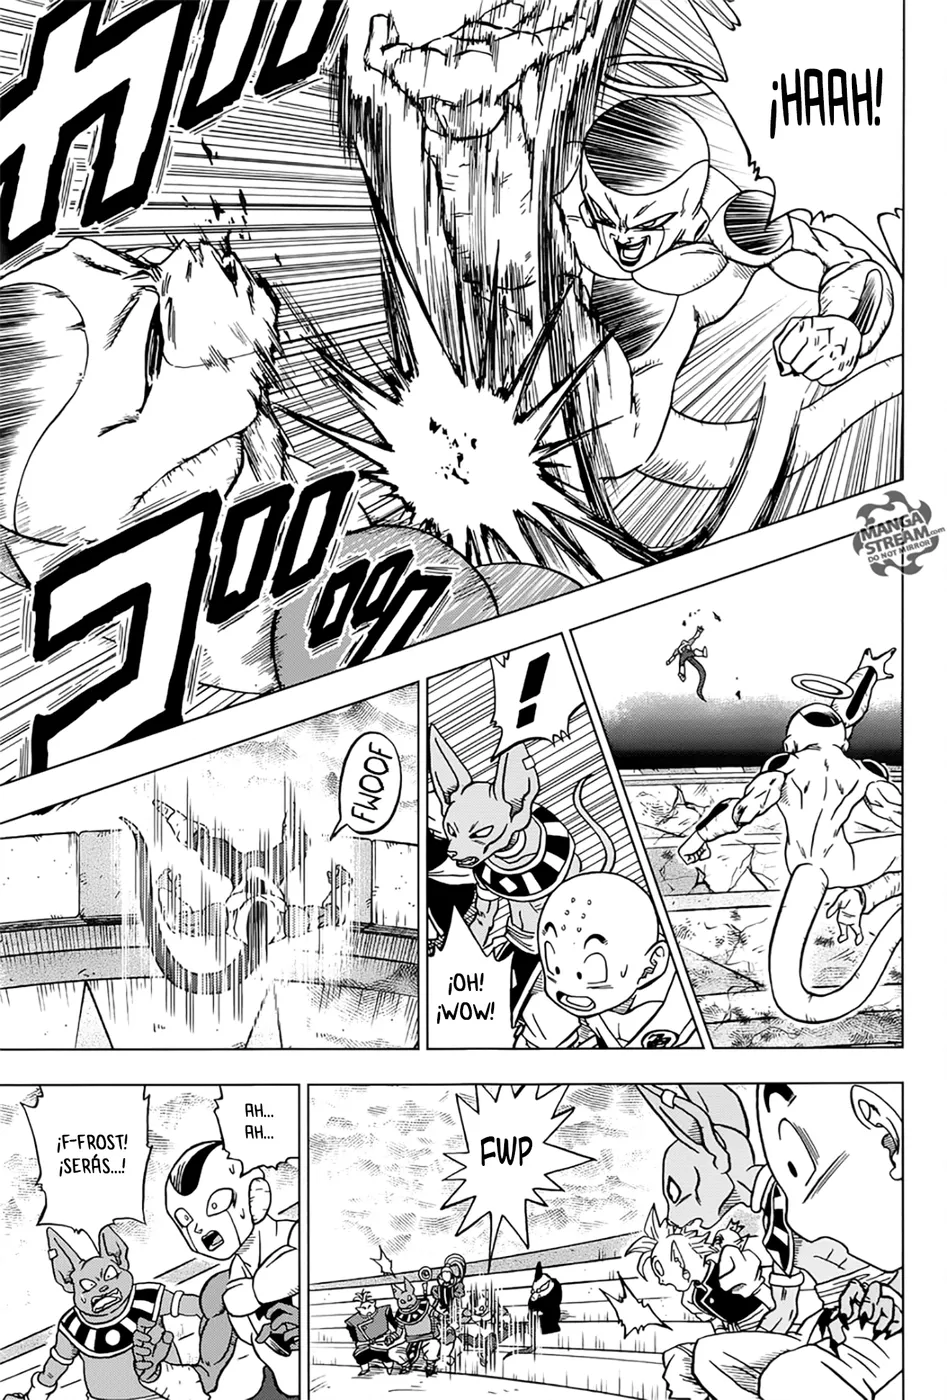 ¡HAAH!
MANGA
STREAM.com
DO NOT MIRROR
!
¡OH!
¡WOW!
FWOOF
FWP
AH...
AH...
¡F-FROST!
¡SERÁS...!